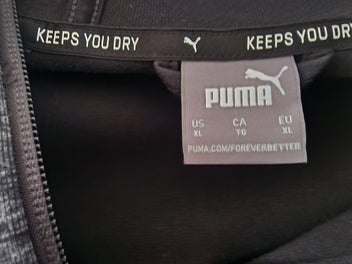 KEEPS YOU DRY KEEPS YOU DRY
PUMA
US CA EU
XL TG XL
PUMA.COM/FOREVERBETTER